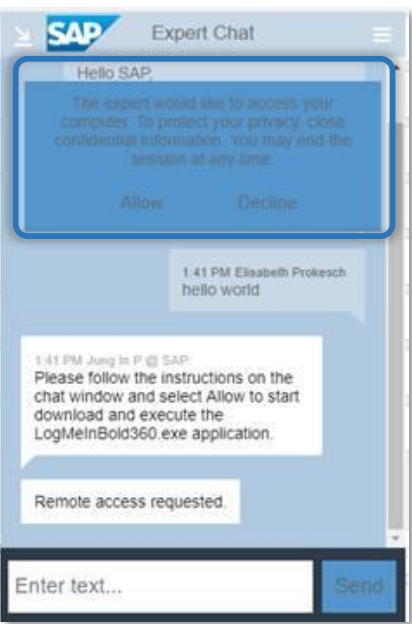 SAP Expert Chat
Hello SAP,
The expert would like to access your
computer. To protect your privacy, close
confidential information. You may end the
session at any time.
Allow Decline
1:41 PM Elisabeth Prokesch
hello world
1:41 PM Jung In P @ SAP
Please follow the instructions on the
chat window and select Allow to start
download and execute the
LogMeInBold360.exe application.
Remote access requested.
Enter text... Send